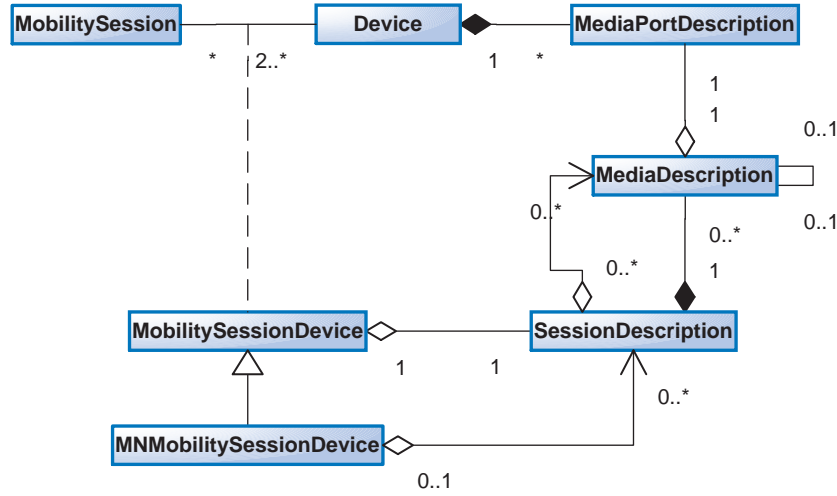 MobilitySession
Device
MediaPortDescription
*
2..*
1
*
1
1
0..1
MediaDescription
0..*
0..1
0..*
0..*
1
MobilitySessionDevice
SessionDescription
1
1
0..*
MNMobilitySessionDevice
0..1